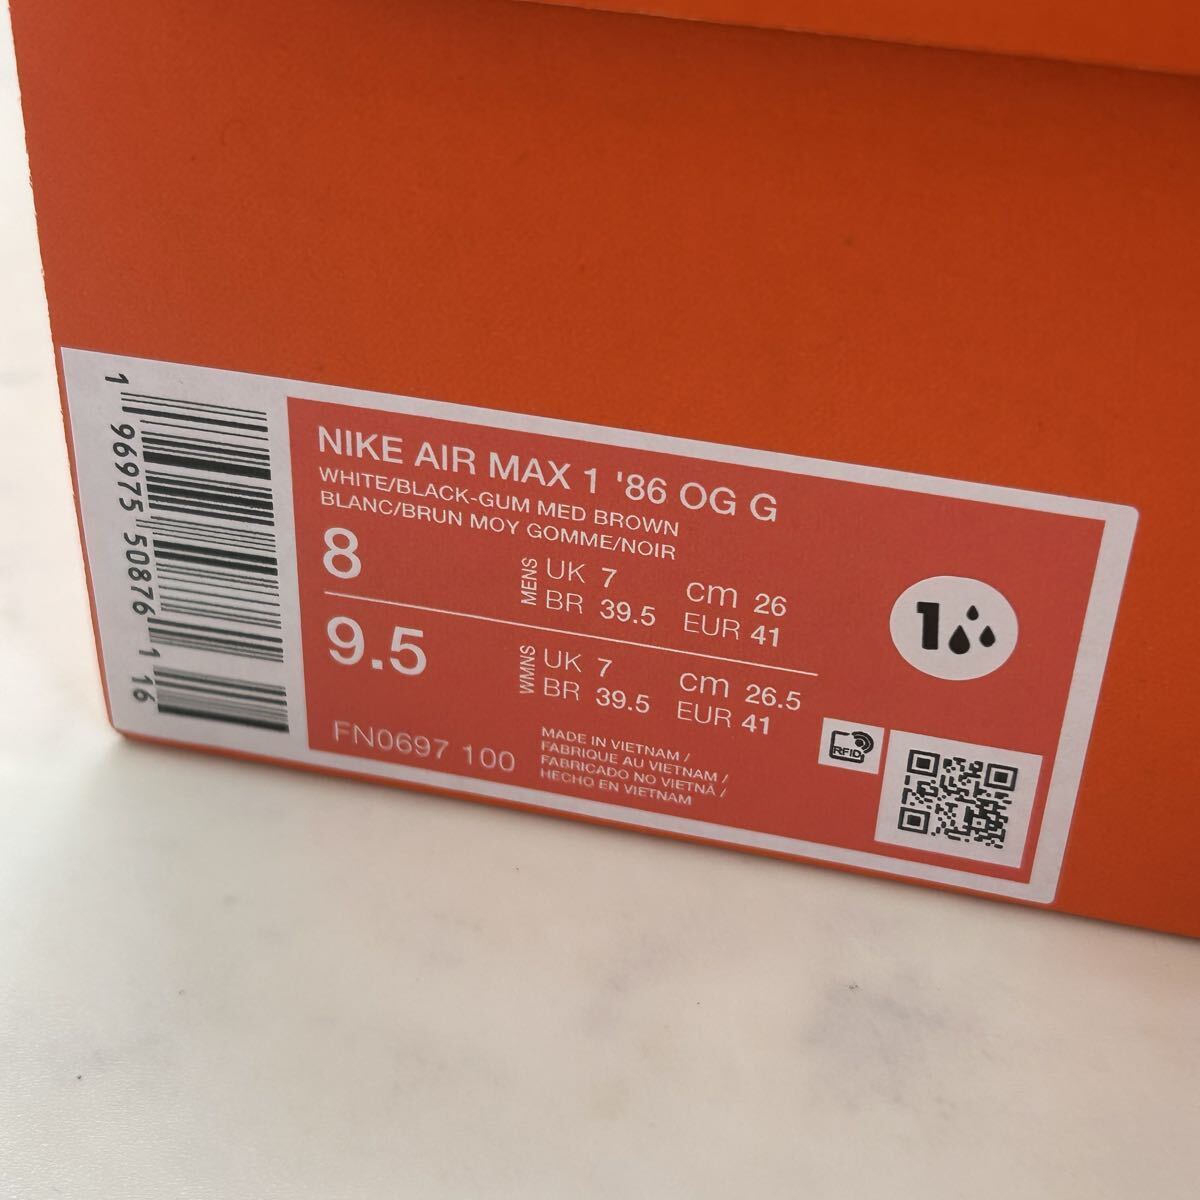 NIKE AIR MAX 1 '86 OG G
WHITE/BLACK-GUM MED BROWN
BLANC/BRUN MOY GOMME/NOIR
8
MENS
UK 7 cm 26
BR 39.5 EUR 41
9.5
WMNS
UK 7 cm 26.5
BR 39.5 EUR 41
FN0697 100
MADE IN VIETNAM /
FABRIQUE AU VIETNAM /
FABRICADO NO VIETNÃ /
HECHO EN VIETNAM
1
RFID
1 96975 50876 1 16